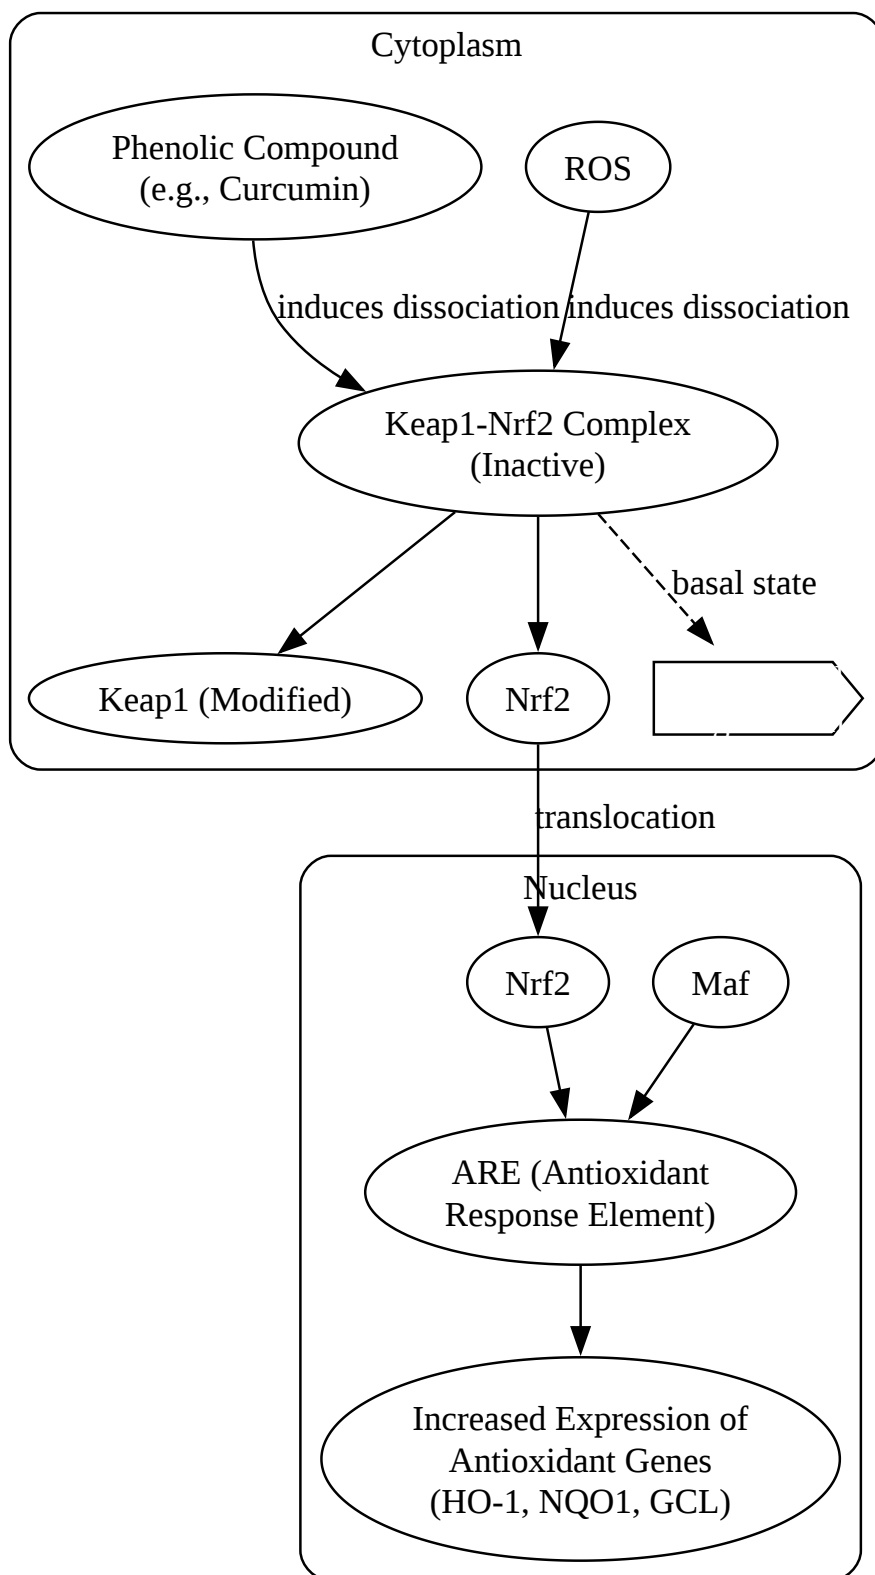 Cytoplasm
Phenolic Compound
(e.g., Curcumin)
ROS
induces dissociation
induces dissociation
Keap1-Nrf2 Complex
(Inactive)
basal state
Keap1 (Modified)
Nrf2
translocation
Nucleus
Nrf2
Maf
ARE (Antioxidant
Response Element)
Increased Expression of
Antioxidant Genes
(HO-1, NQO1, GCL)